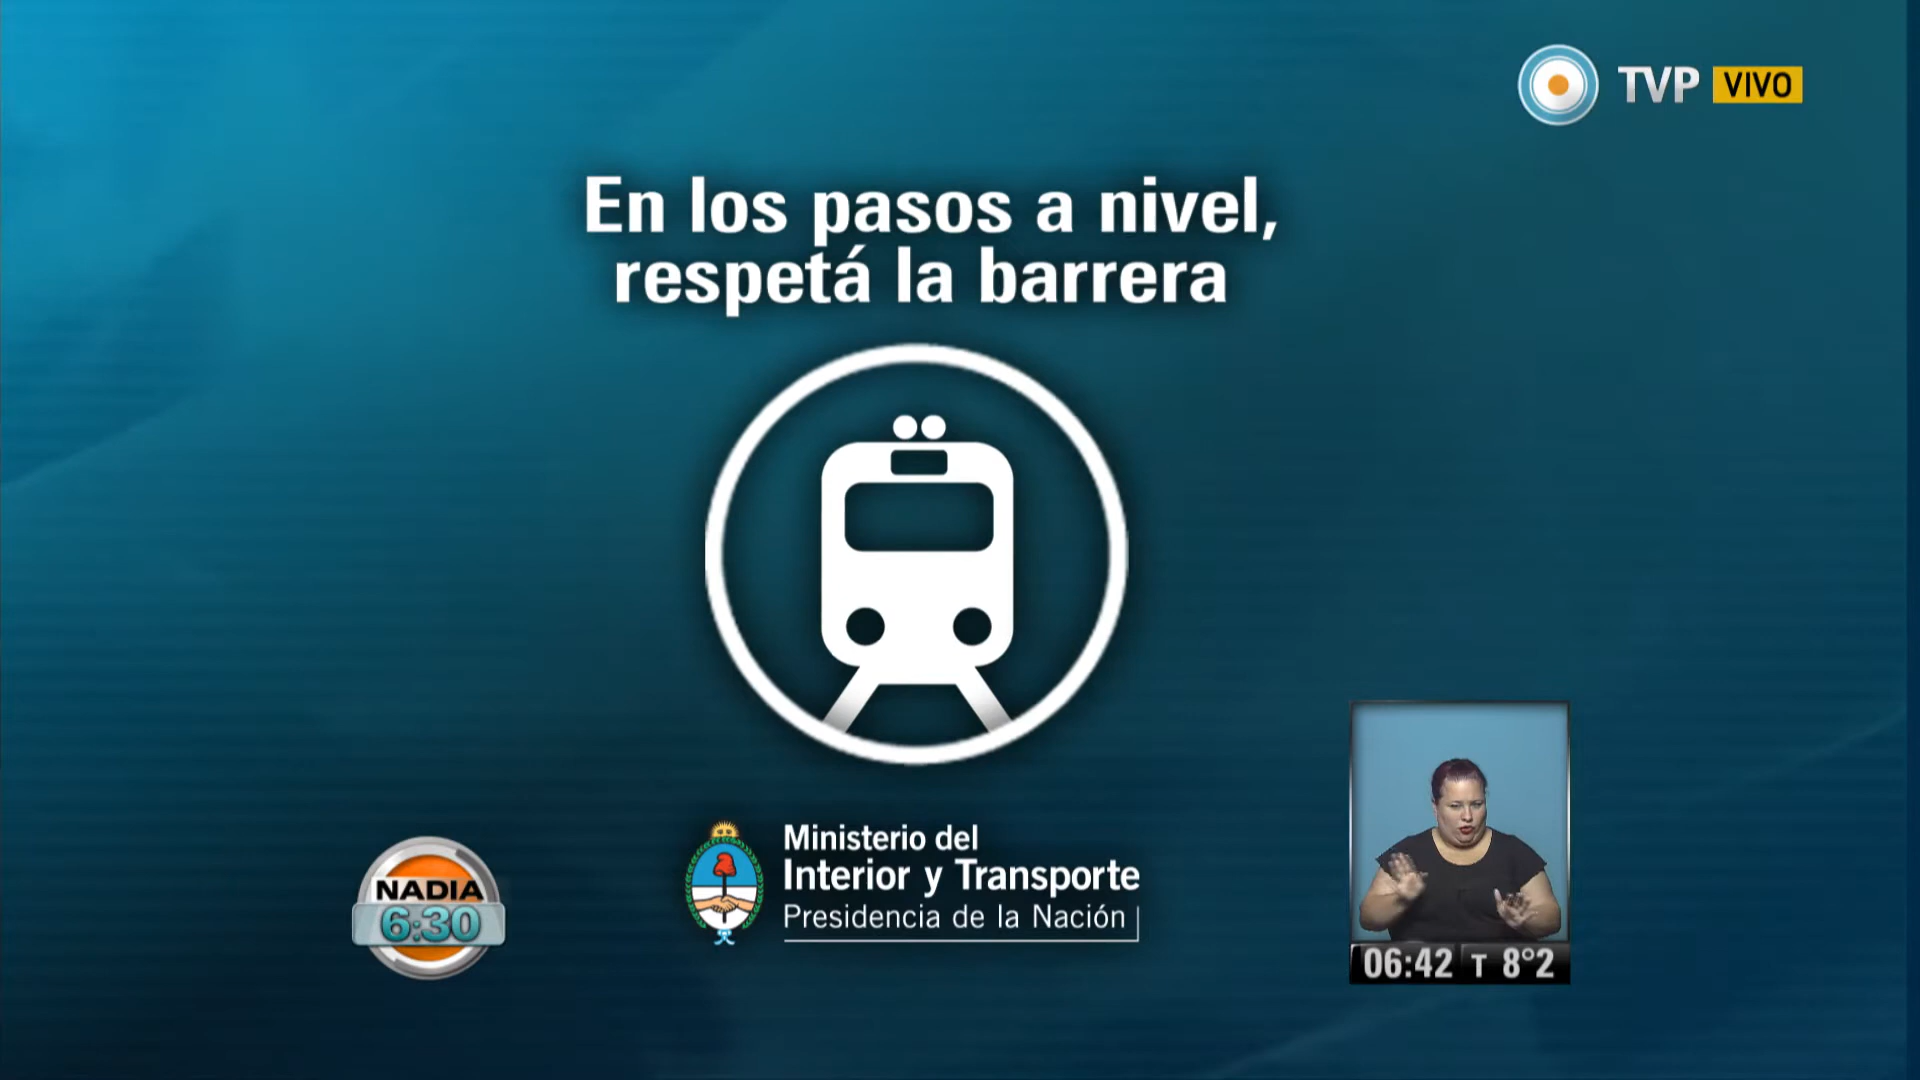 TVP VIVO
En los pasos a nivel,
respetá la barrera
Ministerio del
Interior y Transporte
Presidencia de la Nación
NADIA
6:30
06:42 T 8°2